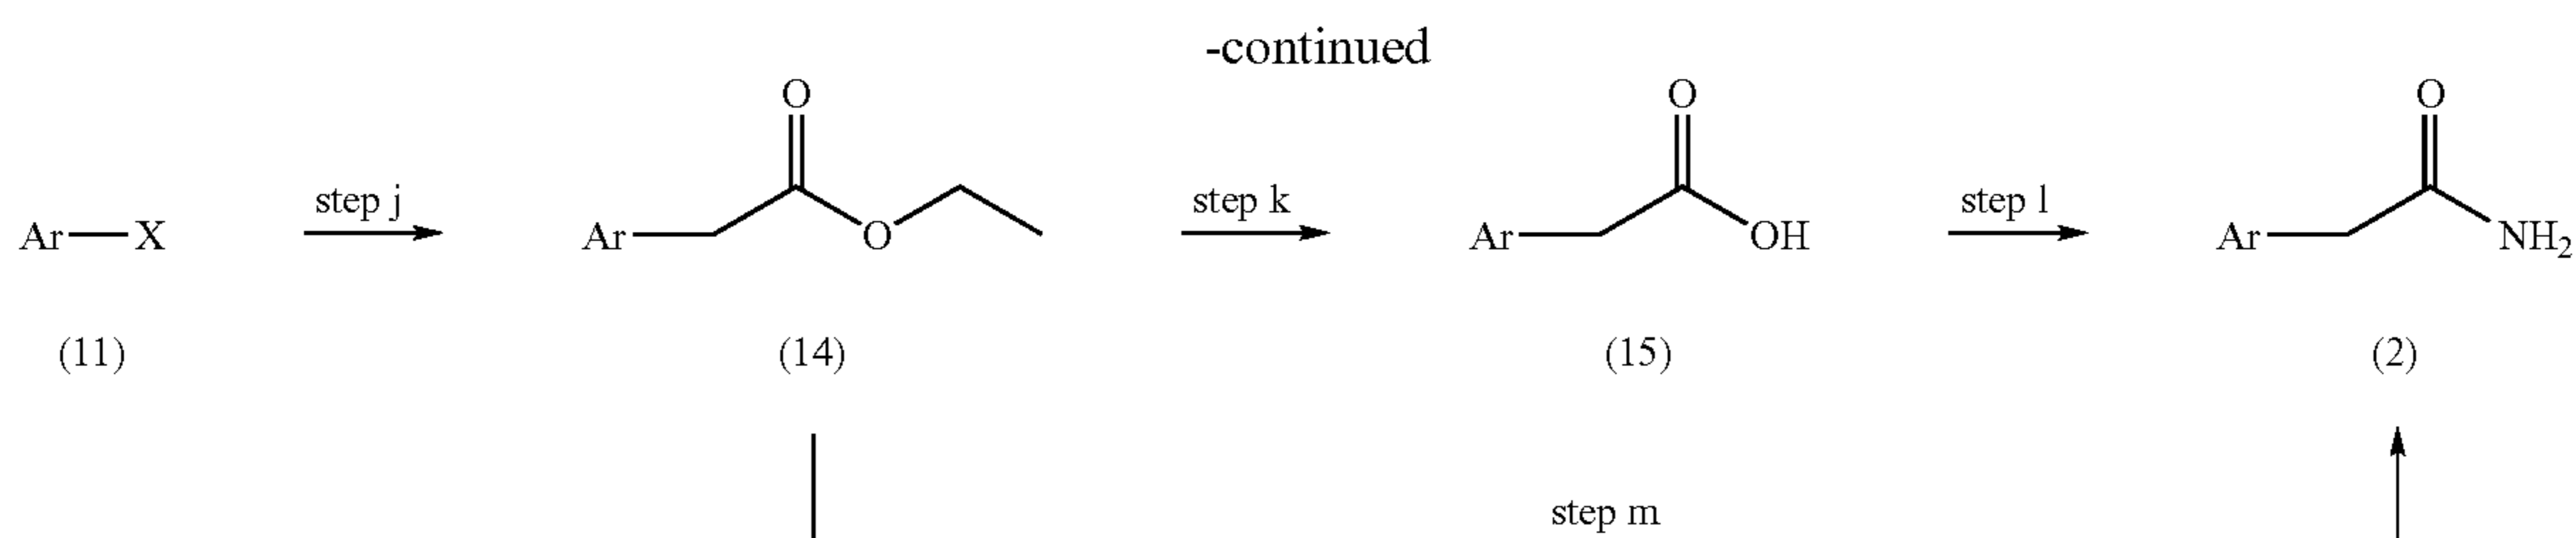 -continued
O O O
step j step k step l
Ar X Ar O Ar OH Ar NH₂
(11) (14) (15) (2)
step m